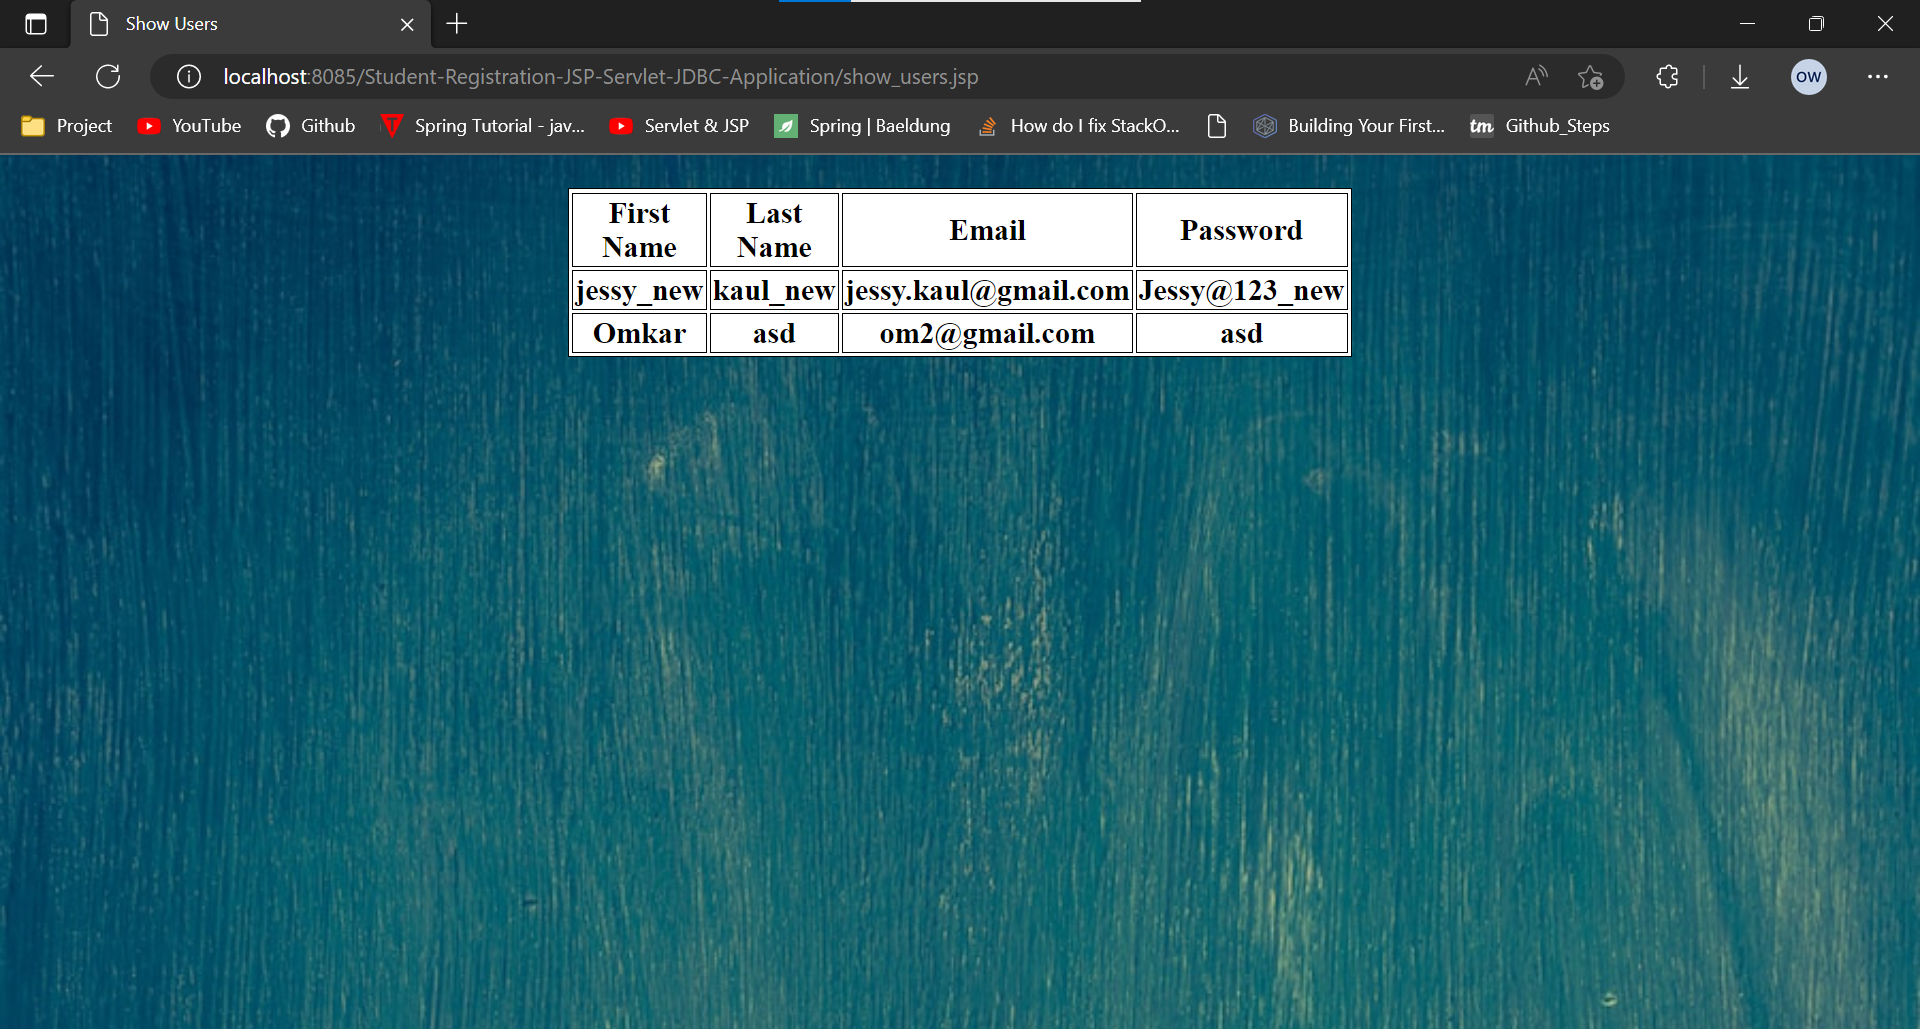 Show Users
localhost:8085/Student-Registration-JSP-Servlet-JDBC-Application/show_users.jsp
A
OW
Project YouTube Github Spring Tutorial - jav... Servlet & JSP Spring | Baeldung How do I fix StackO... Building Your First... tm Github_Steps
First Name Last Name Email Password
jessy_new kaul_new jessy.kaul@gmail.com Jessy@123_new
Omkar asd om2@gmail.com asd